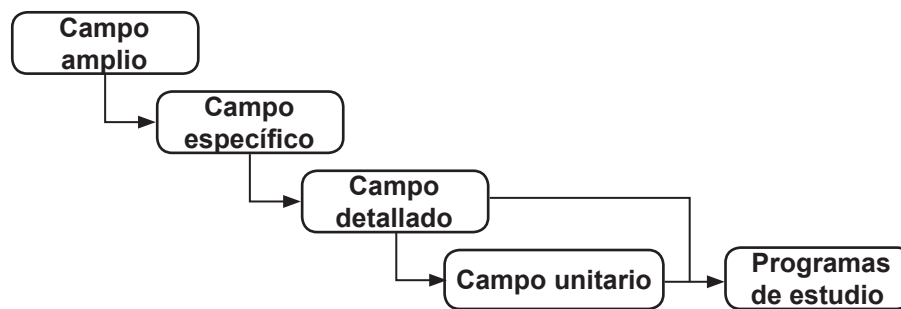 Campo
amplio
Campo
específico
Campo
detallado
Campo unitario
Programas
de estudio